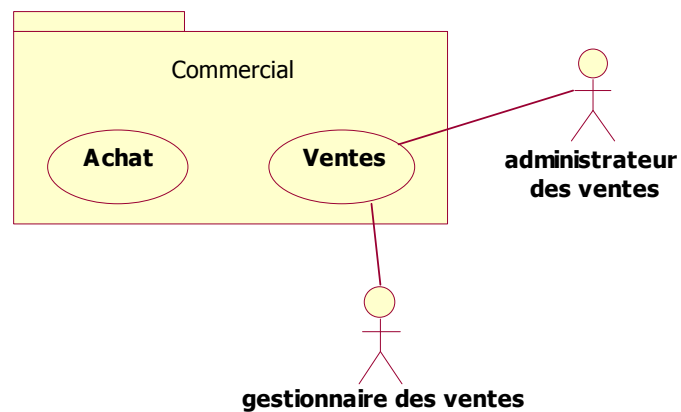 Commercial
Achat
Ventes
administrateur
des ventes
gestionnaire des ventes